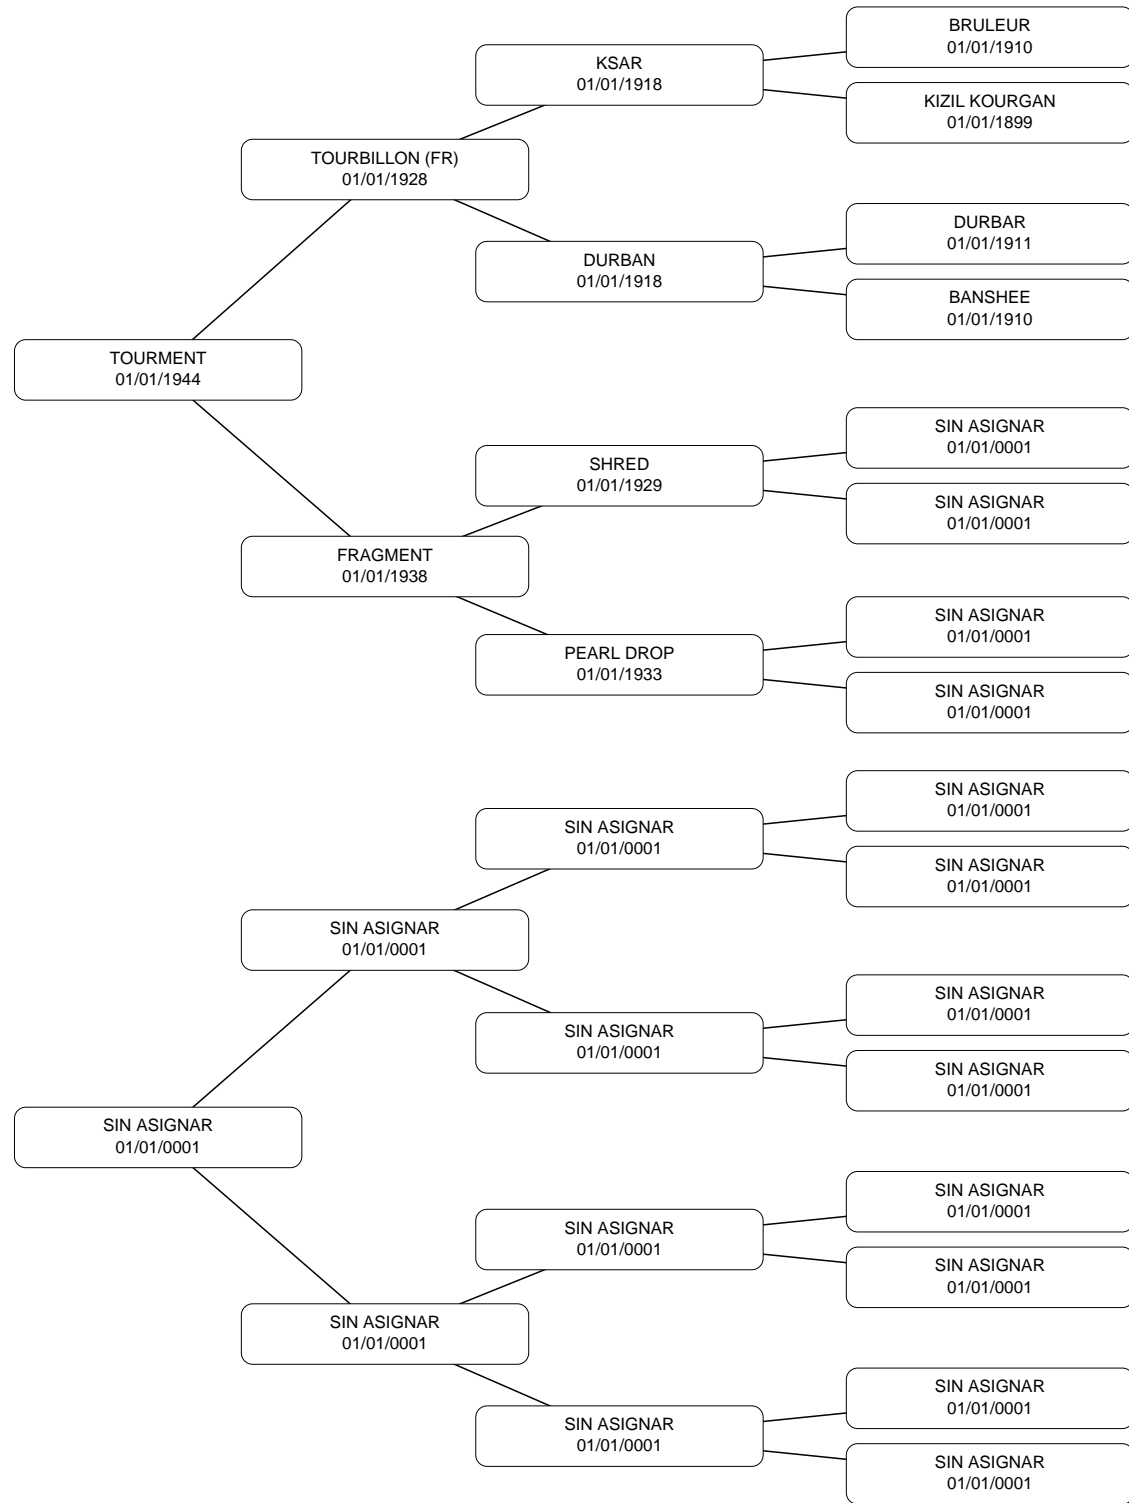 BRULEUR
01/01/1910
KSAR
01/01/1918
KIZIL KOURGAN
01/01/1899
TOURBILLON (FR)
01/01/1928
DURBAR
01/01/1911
DURBAN
01/01/1918
BANSHEE
01/01/1910
TOURMENT
01/01/1944
SIN ASIGNAR
01/01/0001
SHRED
01/01/1929
SIN ASIGNAR
01/01/0001
FRAGMENT
01/01/1938
SIN ASIGNAR
01/01/0001
PEARL DROP
01/01/1933
SIN ASIGNAR
01/01/0001
SIN ASIGNAR
01/01/0001
SIN ASIGNAR
01/01/0001
SIN ASIGNAR
01/01/0001
SIN ASIGNAR
01/01/0001
SIN ASIGNAR
01/01/0001
SIN ASIGNAR
01/01/0001
SIN ASIGNAR
01/01/0001
SIN ASIGNAR
01/01/0001
SIN ASIGNAR
01/01/0001
SIN ASIGNAR
01/01/0001
SIN ASIGNAR
01/01/0001
SIN ASIGNAR
01/01/0001
SIN ASIGNAR
01/01/0001
SIN ASIGNAR
01/01/0001
SIN ASIGNAR
01/01/0001